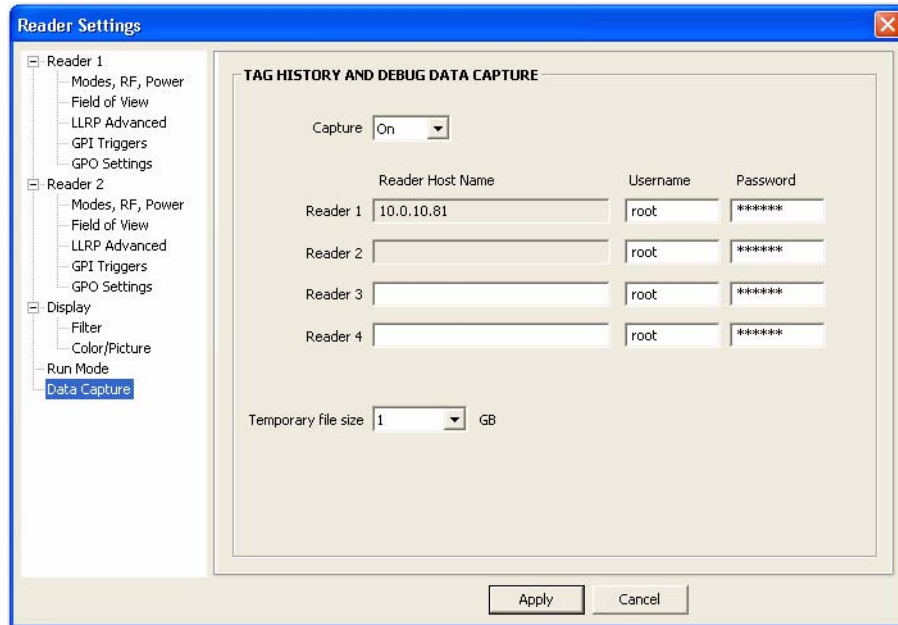 Reader Settings
Reader 1
Modes, RF, Power
Field of View
LLRP Advanced
GPI Triggers
GPO Settings
Reader 2
Modes, RF, Power
Field of View
LLRP Advanced
GPI Triggers
GPO Settings
Display
Filter
Color/Picture
Run Mode
Data Capture
TAG HISTORY AND DEBUG DATA CAPTURE
Capture On
Reader Host Name Username Password
Reader 1 10.0.10.81 root ******
Reader 2 root ******
Reader 3 root ******
Reader 4 root ******
Temporary file size 1 GB
Apply Cancel